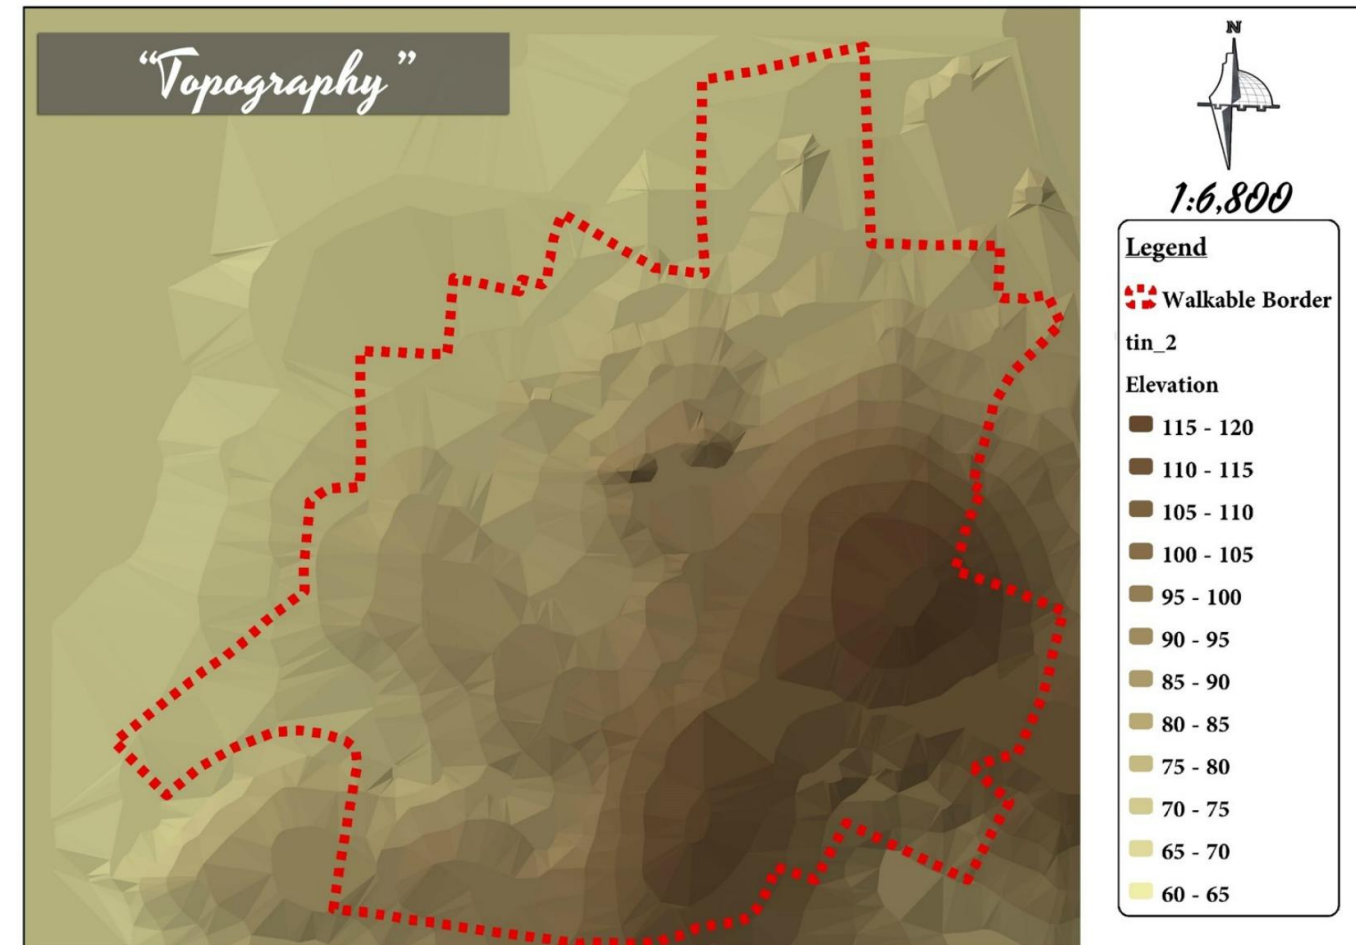 “Topography”
N
1:6,800
Legend
Walkable Border
tin_2
Elevation
115 - 120
110 - 115
105 - 110
100 - 105
95 - 100
90 - 95
85 - 90
80 - 85
75 - 80
70 - 75
65 - 70
60 - 65